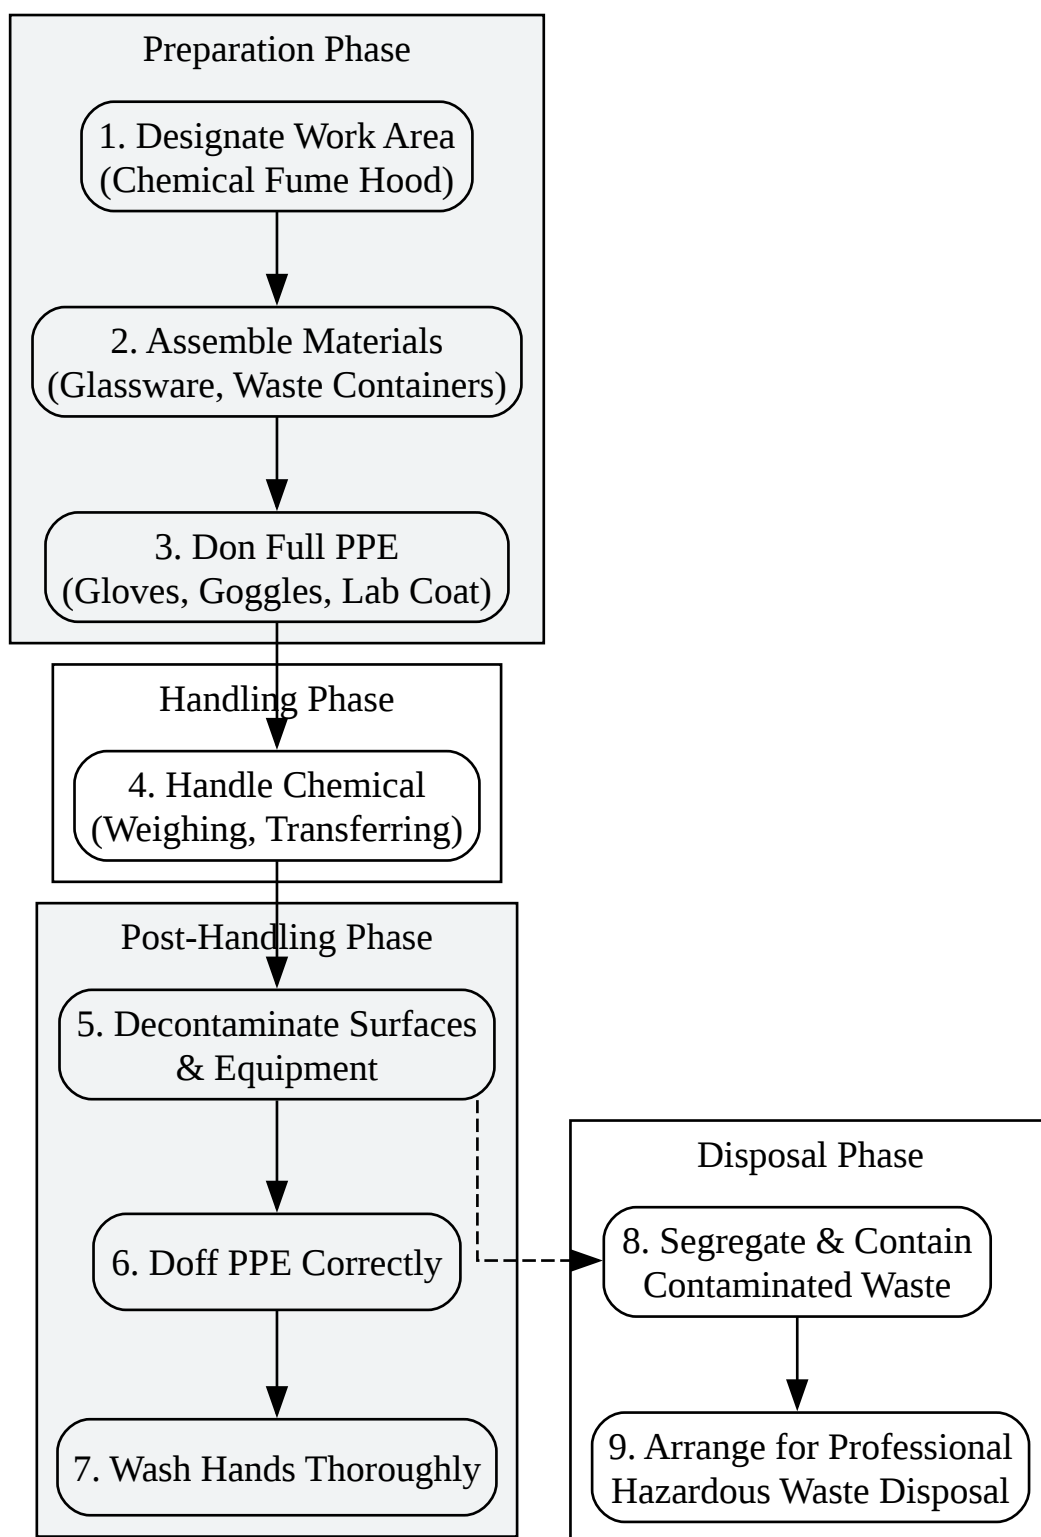 Preparation Phase
1. Designate Work Area
(Chemical Fume Hood)
2. Assemble Materials
(Glassware, Waste Containers)
3. Don Full PPE
(Gloves, Goggles, Lab Coat)
Handling Phase
4. Handle Chemical
(Weighing, Transferring)
Post-Handling Phase
5. Decontaminate Surfaces
& Equipment
6. Doff PPE Correctly
7. Wash Hands Thoroughly
Disposal Phase
8. Segregate & Contain
Contaminated Waste
9. Arrange for Professional
Hazardous Waste Disposal